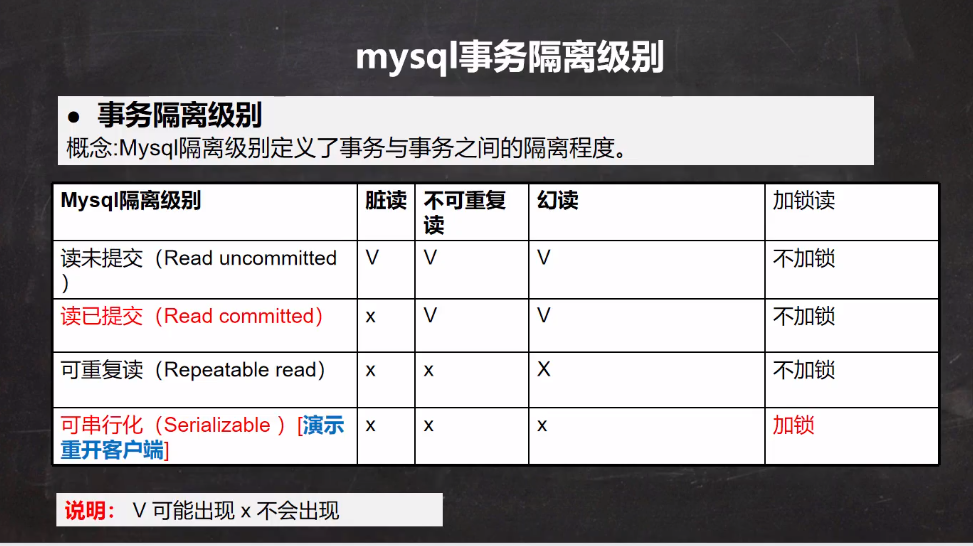 mysql事务隔离级别
● 事务隔离级别
概念:Mysql隔离级别定义了事务与事务之间的隔离程度。
Mysql隔离级别 脏读 不可重复读 幻读 加锁读
读未提交（Read uncommitted） V V V 不加锁
读已提交（Read committed） x V V 不加锁
可重复读（Repeatable read） x x X 不加锁
可串行化（Serializable ）[演示重开客户端] x x x 加锁
说明： V 可能出现 x 不会出现